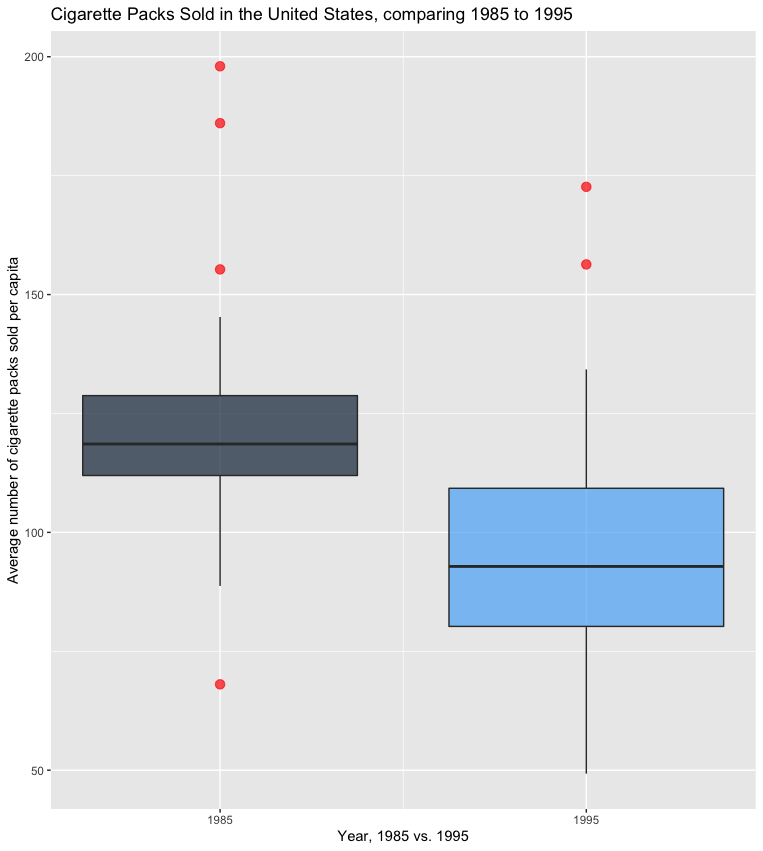 Cigarette Packs Sold in the United States, comparing 1985 to 1995
Average number of cigarette packs sold per capita
200
150
100
50
1985
1995
Year, 1985 vs. 1995